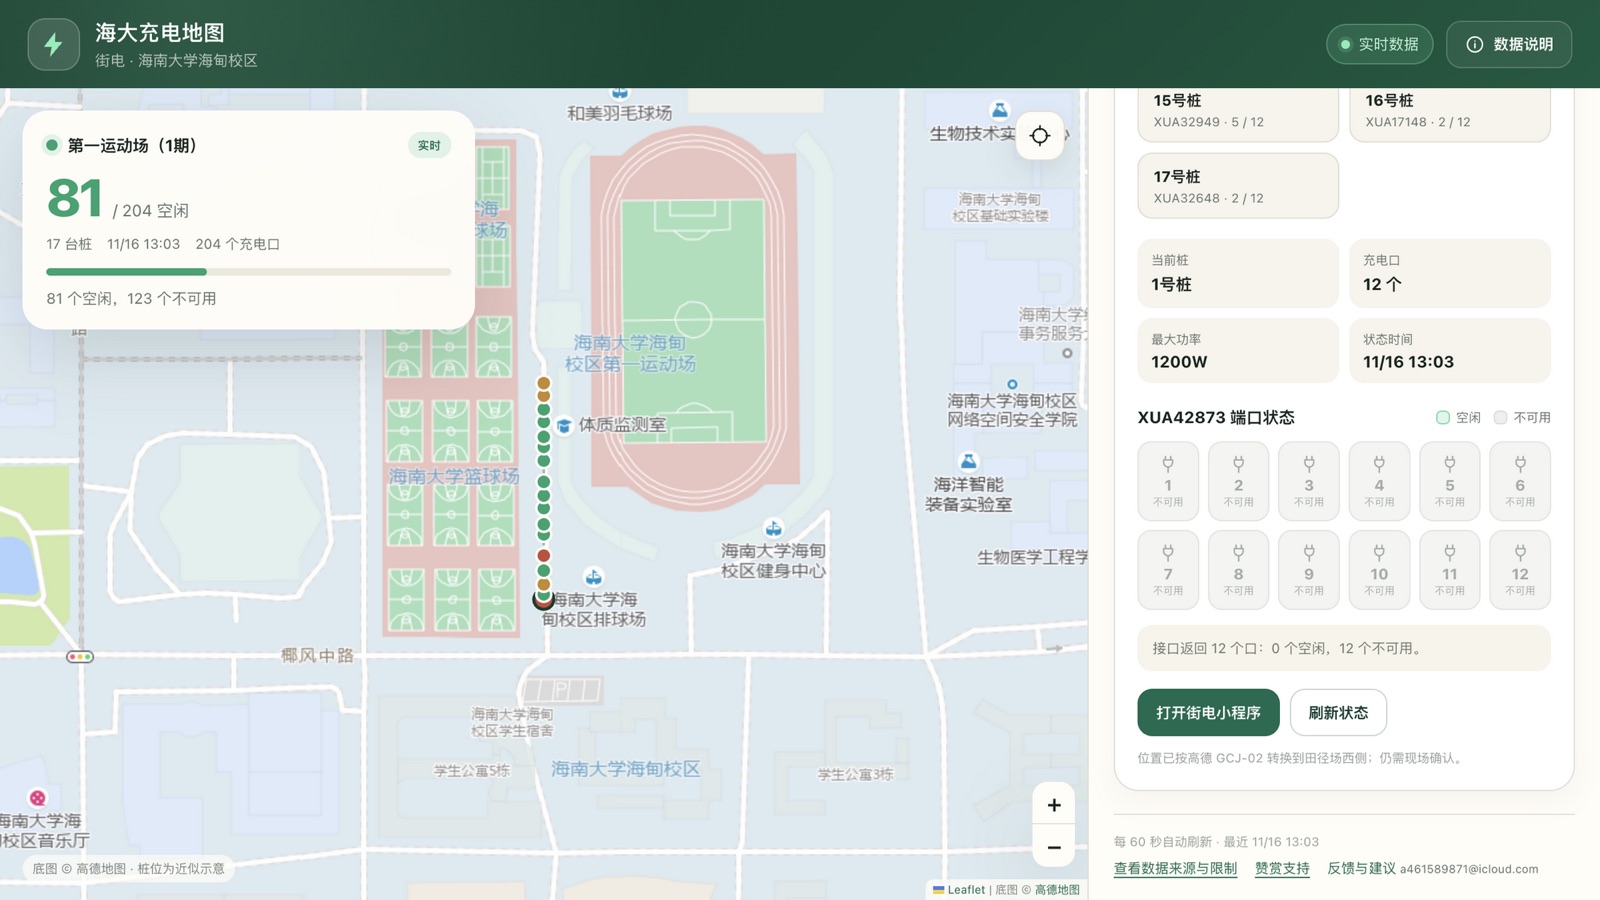 海大充电地图
街电 · 海南大学海甸校区
实时数据
数据说明
第一运动场（1期）
实时
81 / 204 空闲
17 台桩 11/16 13:03 204 个充电口
81 个空闲，123 个不可用
和美羽毛球场
海南大学海甸
校区基础实验楼
海南大学海甸
校区第一运动场
体质监测室
海南大学海甸校区
网络空间安全学院
海南大学篮球场
海洋智能
装备实验室
海南大学海甸
校区健身中心
生物医学工程学
海南大学海
甸校区排球场
椰风中路
P
海南大学海甸
校区学生宿舍
学生公寓5栋
海南大学海甸校区
学生公寓3栋
校区音乐厅
底图 © 高德地图 · 桩位为近似示意
+
−
Leaflet | 底图 © 高德地图
15号桩
XUA32949 · 5 / 12
16号桩
XUA17148 · 2 / 12
17号桩
XUA32648 · 2 / 12
当前桩
1号桩
充电口
12 个
最大功率
1200W
状态时间
11/16 13:03
XUA42873 端口状态
空闲 不可用
1 2 3 4 5 6
不可用 不可用 不可用 不可用 不可用 不可用
7 8 9 10 11 12
不可用 不可用 不可用 不可用 不可用 不可用
接口返回 12 个口：0 个空闲，12 个不可用。
打开街电小程序
刷新状态
位置已按高德 GCJ-02 转换到田径场西侧；仍需现场确认。
每 60 秒自动刷新 · 最近 11/16 13:03
查看数据来源与限制 赞赏支持 反馈与建议 a461589871@icloud.com